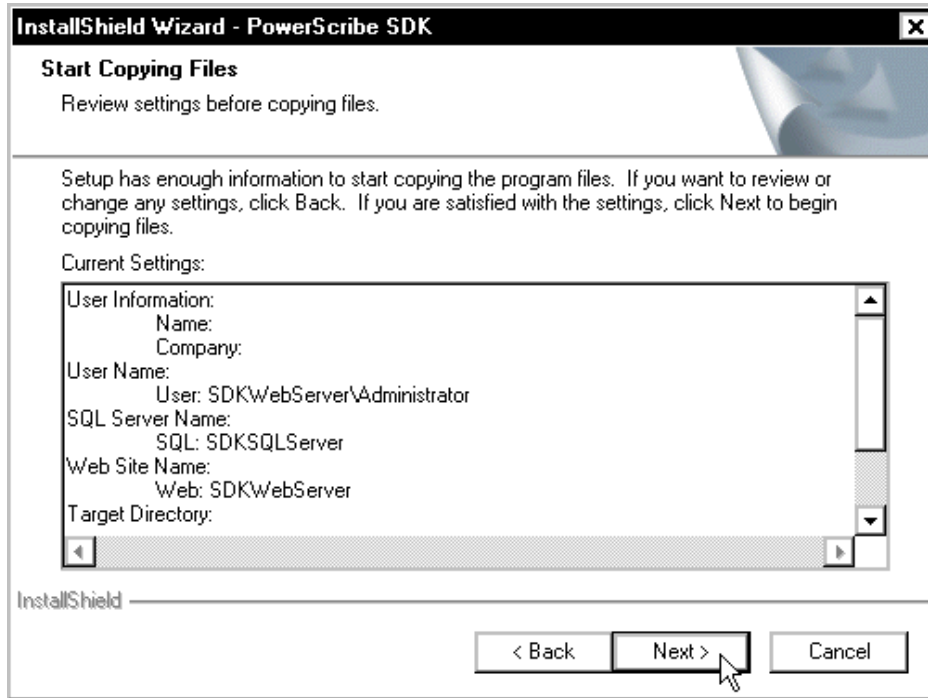 InstallShield Wizard - PowerScribe SDK
Start Copying Files
Review settings before copying files.
Setup has enough information to start copying the program files.  If you want to review or
change any settings, click Back.  If you are satisfied with the settings, click Next to begin
copying files.
Current Settings:
User Information:
Name:
Company:
User Name:
User: SDKWebServer\Administrator
SQL Server Name:
SQL: SDKSQLServer
Web Site Name:
Web: SDKWebServer
Target Directory:
InstallShield
< Back
Next >
Cancel